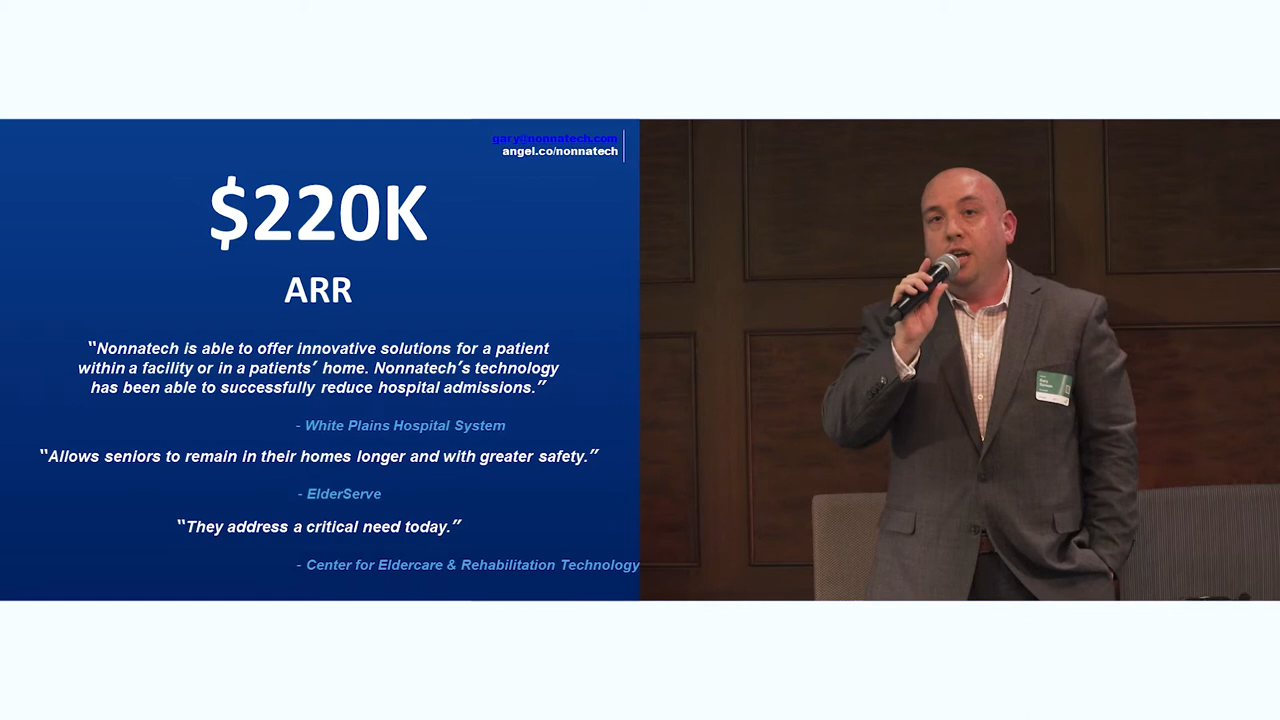 gary@nonnatech.com
angel.co/nonnatech
$220K
ARR
“Nonnatech is able to offer innovative solutions for a patient
within a facility or in a patients’ home. Nonnatech’s technology
has been able to successfully reduce hospital admissions.”
- White Plains Hospital System
“Allows seniors to remain in their homes longer and with greater safety.”
- ElderServe
“They address a critical need today.”
- Center for Eldercare & Rehabilitation Technology